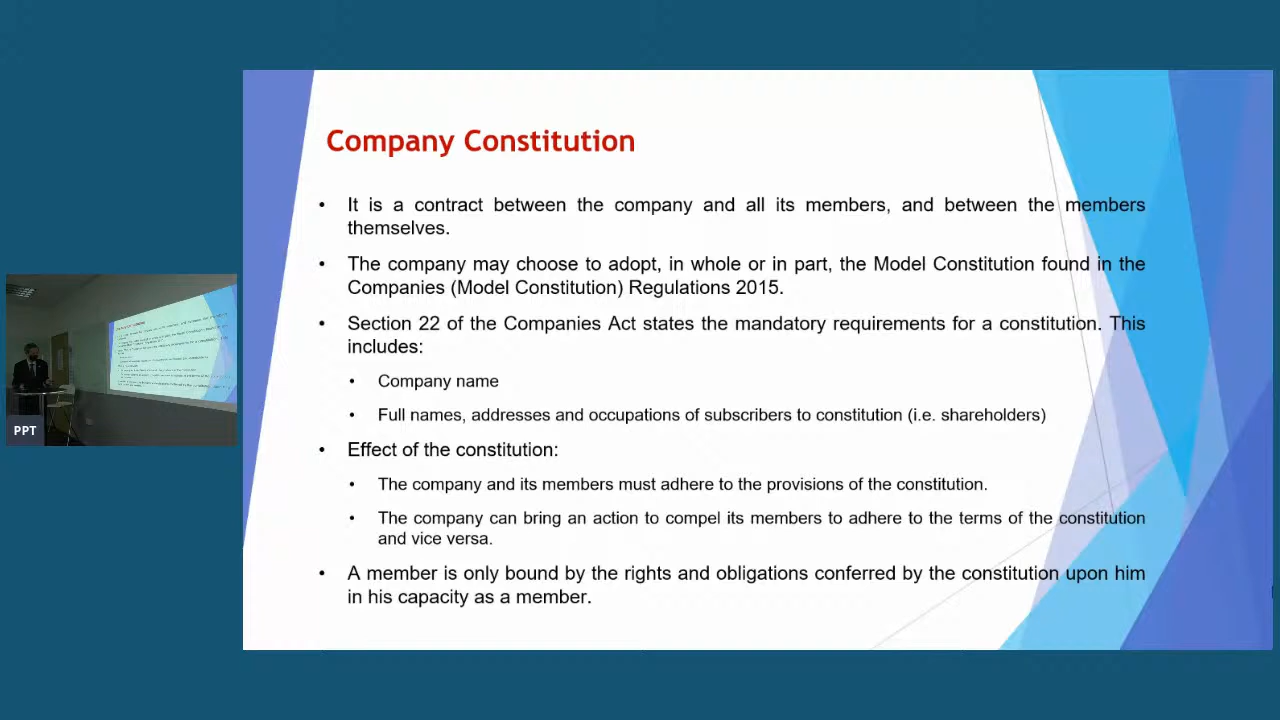 Company Constitution
• It is a contract between the company and all its members, and between the members
themselves.
• The company may choose to adopt, in whole or in part, the Model Constitution found in the
Companies (Model Constitution) Regulations 2015.
• Section 22 of the Companies Act states the mandatory requirements for a constitution. This
includes:
• Company name
• Full names, addresses and occupations of subscribers to constitution (i.e. shareholders)
• Effect of the constitution:
• The company and its members must adhere to the provisions of the constitution.
• The company can bring an action to compel its members to adhere to the terms of the constitution
and vice versa.
• A member is only bound by the rights and obligations conferred by the constitution upon him
in his capacity as a member.
PPT